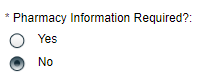 * Pharmacy Information Required?:
Yes
No